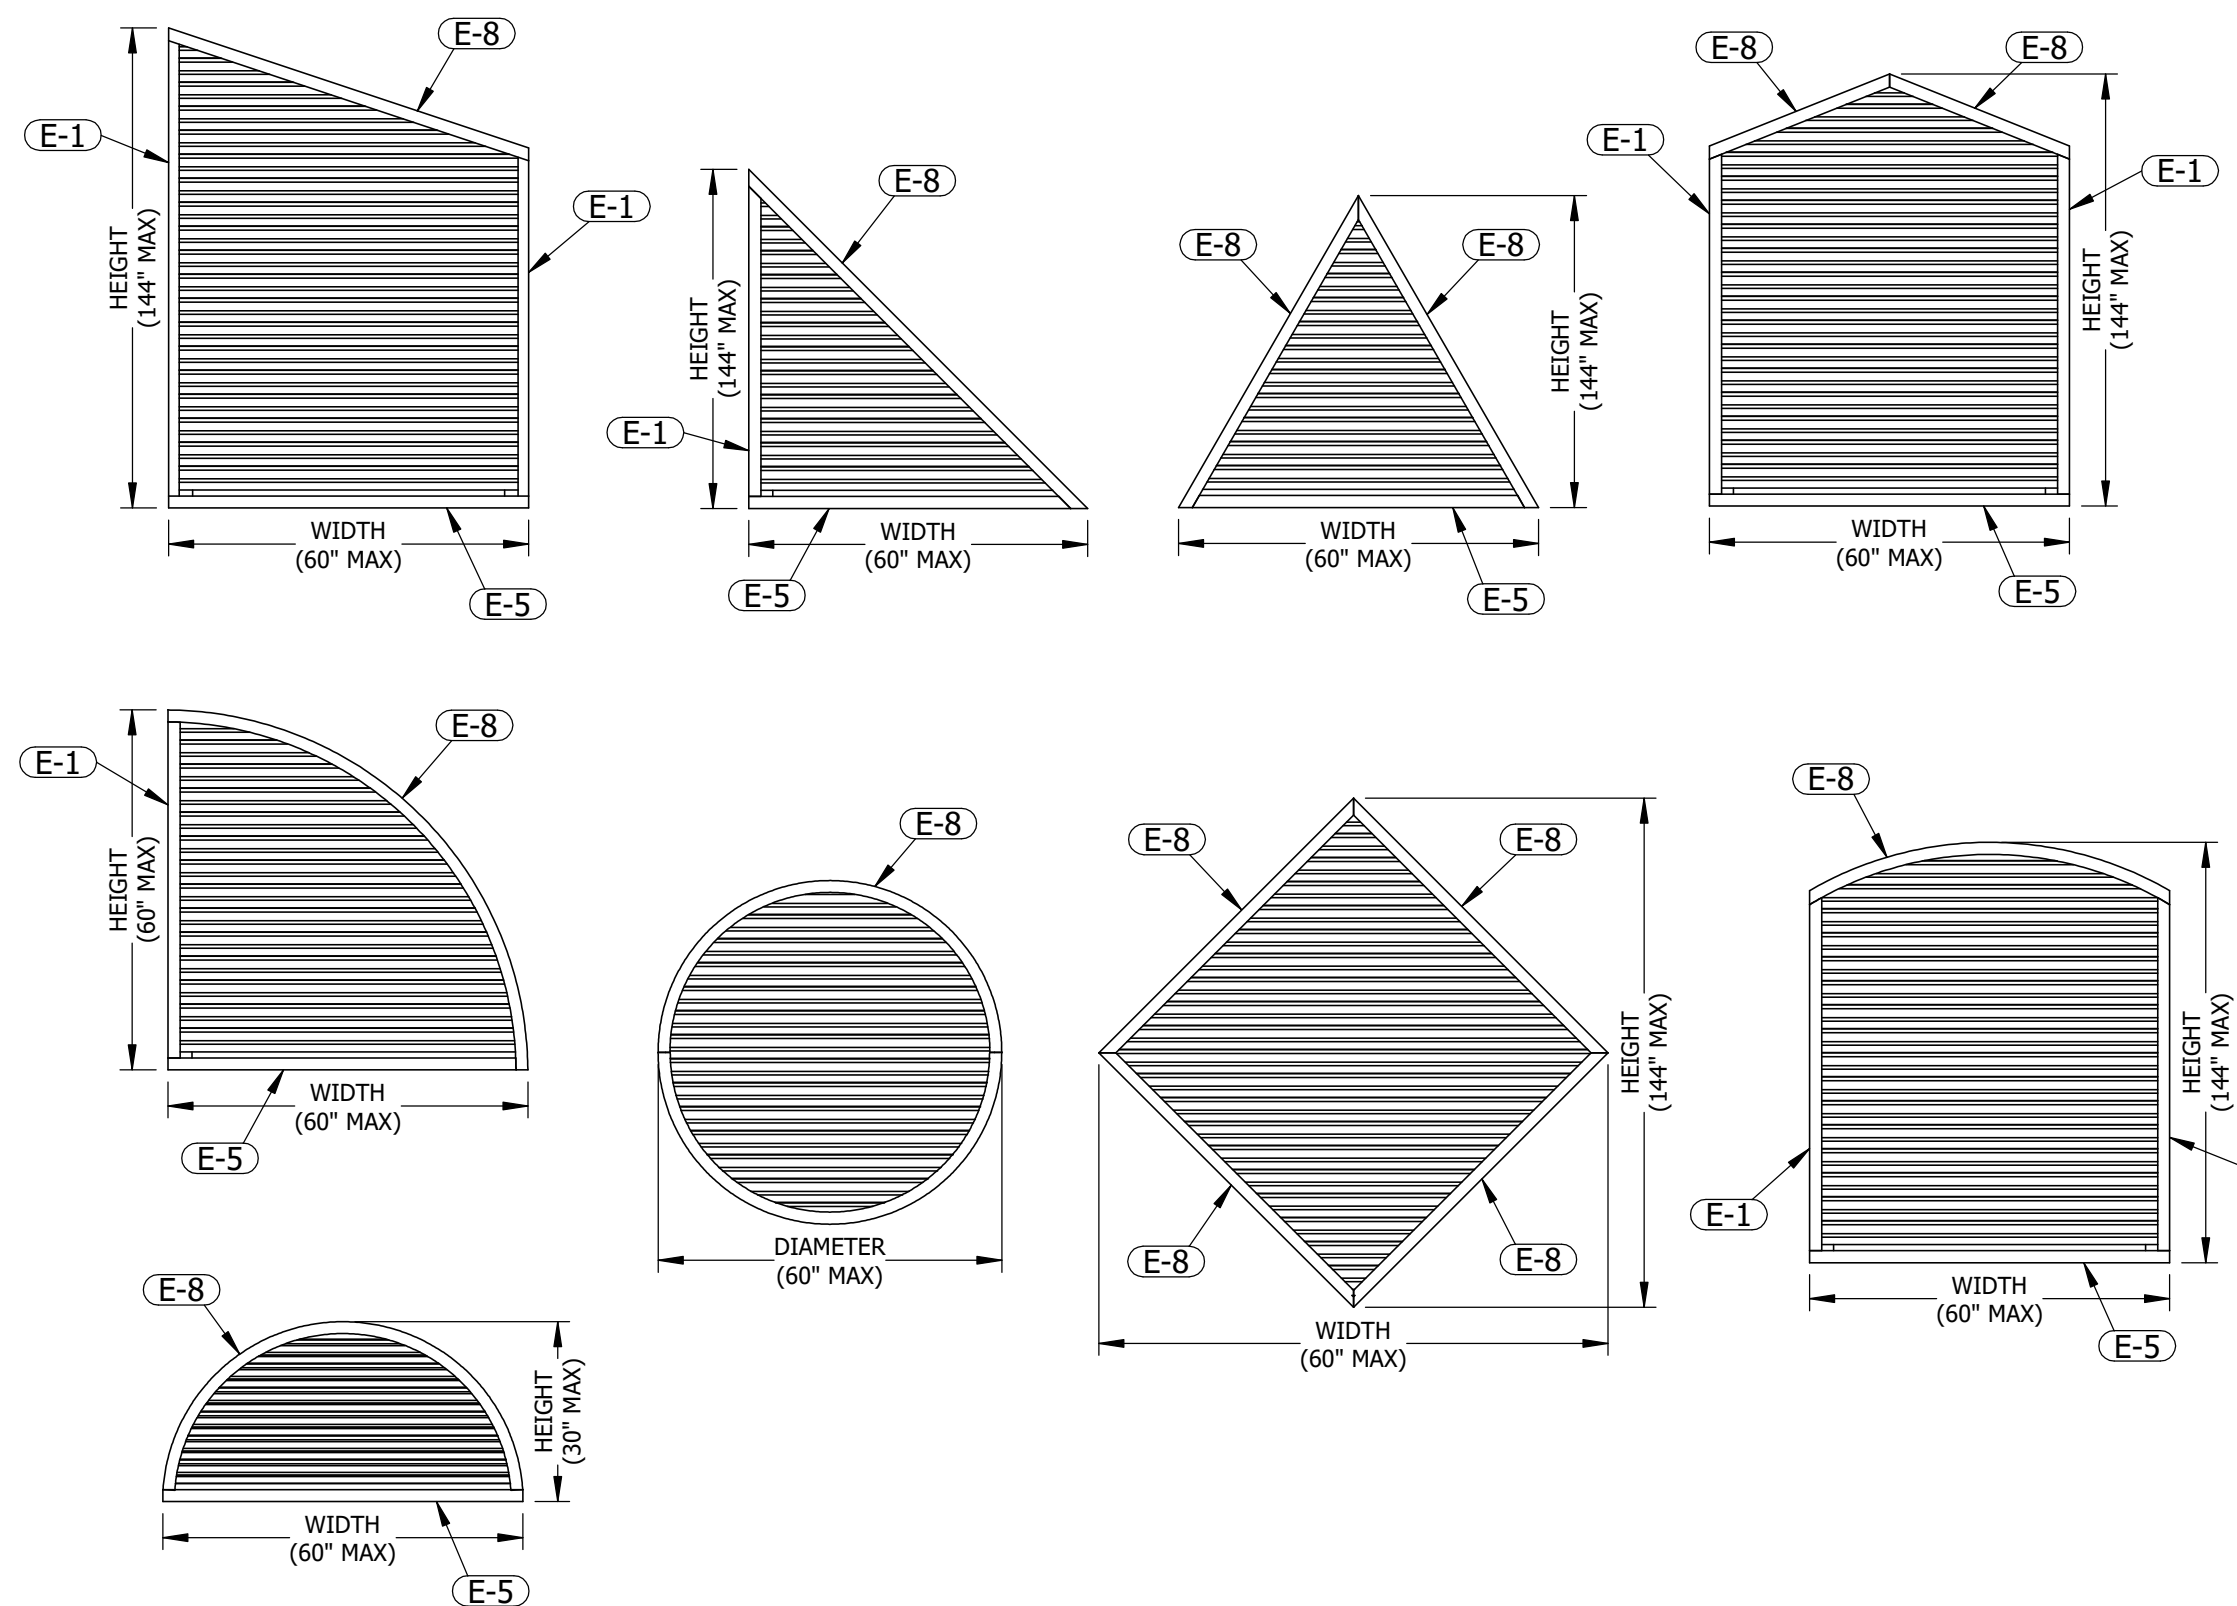 E-8
E-1
E-1
HEIGHT
(144" MAX)
WIDTH
(60" MAX)
E-5
E-8
HEIGHT
(144" MAX)
E-1
WIDTH
(60" MAX)
E-5
E-8
E-8
HEIGHT
(144" MAX)
WIDTH
(60" MAX)
E-5
E-8
E-8
E-1
E-1
HEIGHT
(144" MAX)
WIDTH
(60" MAX)
E-5
E-8
E-1
HEIGHT
(60" MAX)
WIDTH
(60" MAX)
E-5
E-8
DIAMETER
(60" MAX)
E-8
E-8
HEIGHT
(144" MAX)
E-8
E-8
WIDTH
(60" MAX)
E-8
HEIGHT
(144" MAX)
E-1
WIDTH
(60" MAX)
E-5
E-8
HEIGHT
(30" MAX)
WIDTH
(60" MAX)
E-5